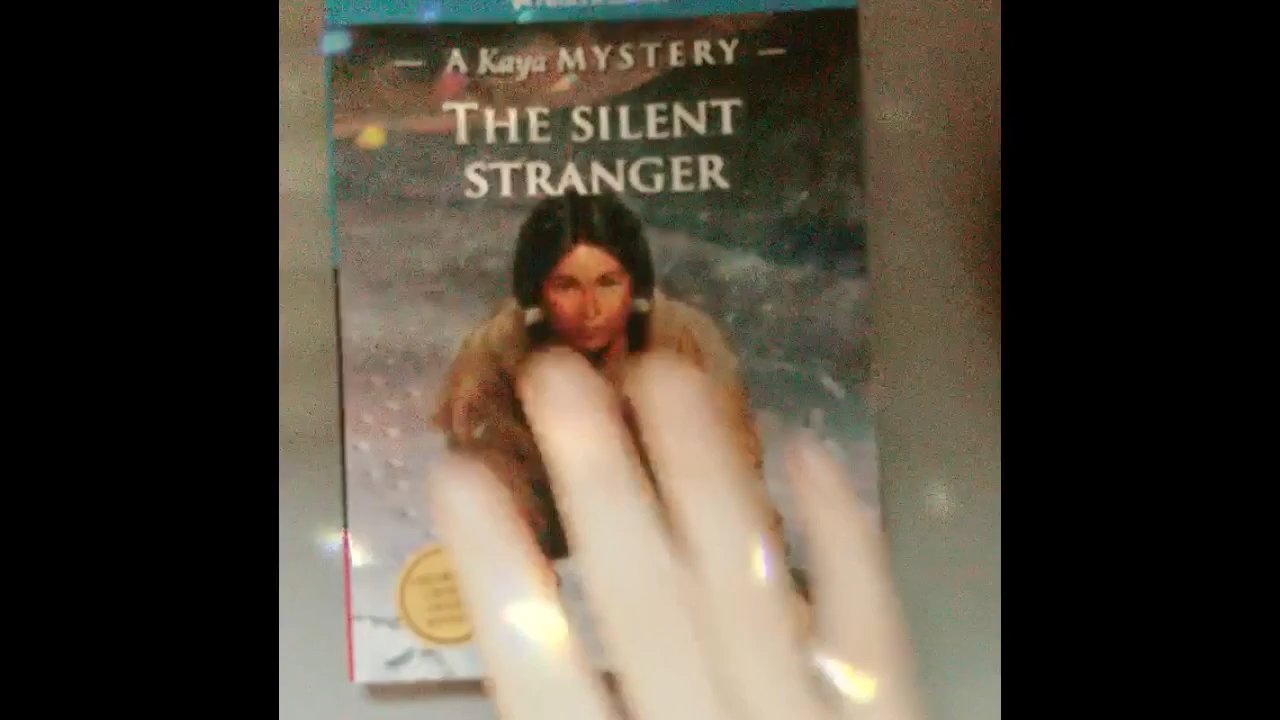 — A Kaya MYSTERY —
THE SILENT
STRANGER